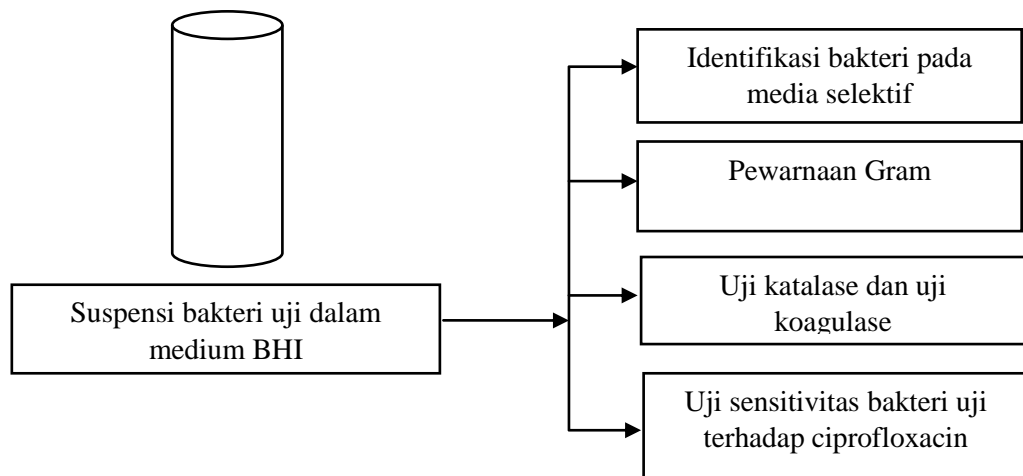 Identifikasi bakteri pada
media selektif
Pewarnaan Gram
Uji katalase dan uji
koagulase
Suspensi bakteri uji dalam
medium BHI
Uji sensitivitas bakteri uji
terhadap ciprofloxacin